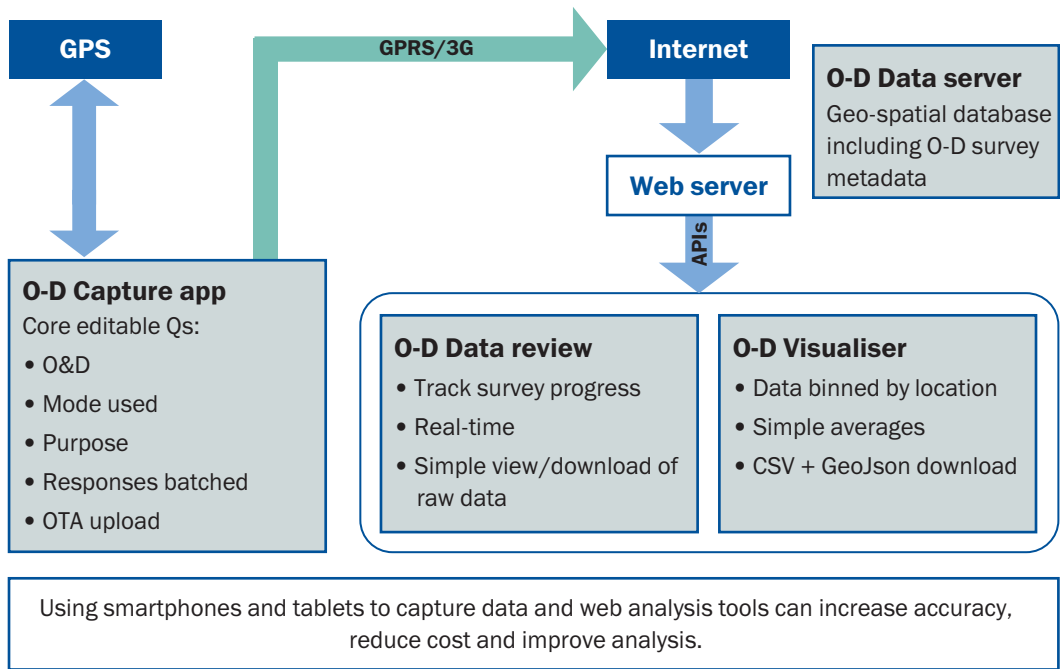 GPS
GPRS/3G
Internet
O-D Data server
Geo-spatial database
including O-D survey
metadata
Web server
APIs
O-D Capture app
Core editable Qs:
• O&D
• Mode used
• Purpose
• Responses batched
• OTA upload
O-D Data review
• Track survey progress
• Real-time
• Simple view/download of
raw data
O-D Visualiser
• Data binned by location
• Simple averages
• CSV + GeoJson download
Using smartphones and tablets to capture data and web analysis tools can increase accuracy,
reduce cost and improve analysis.